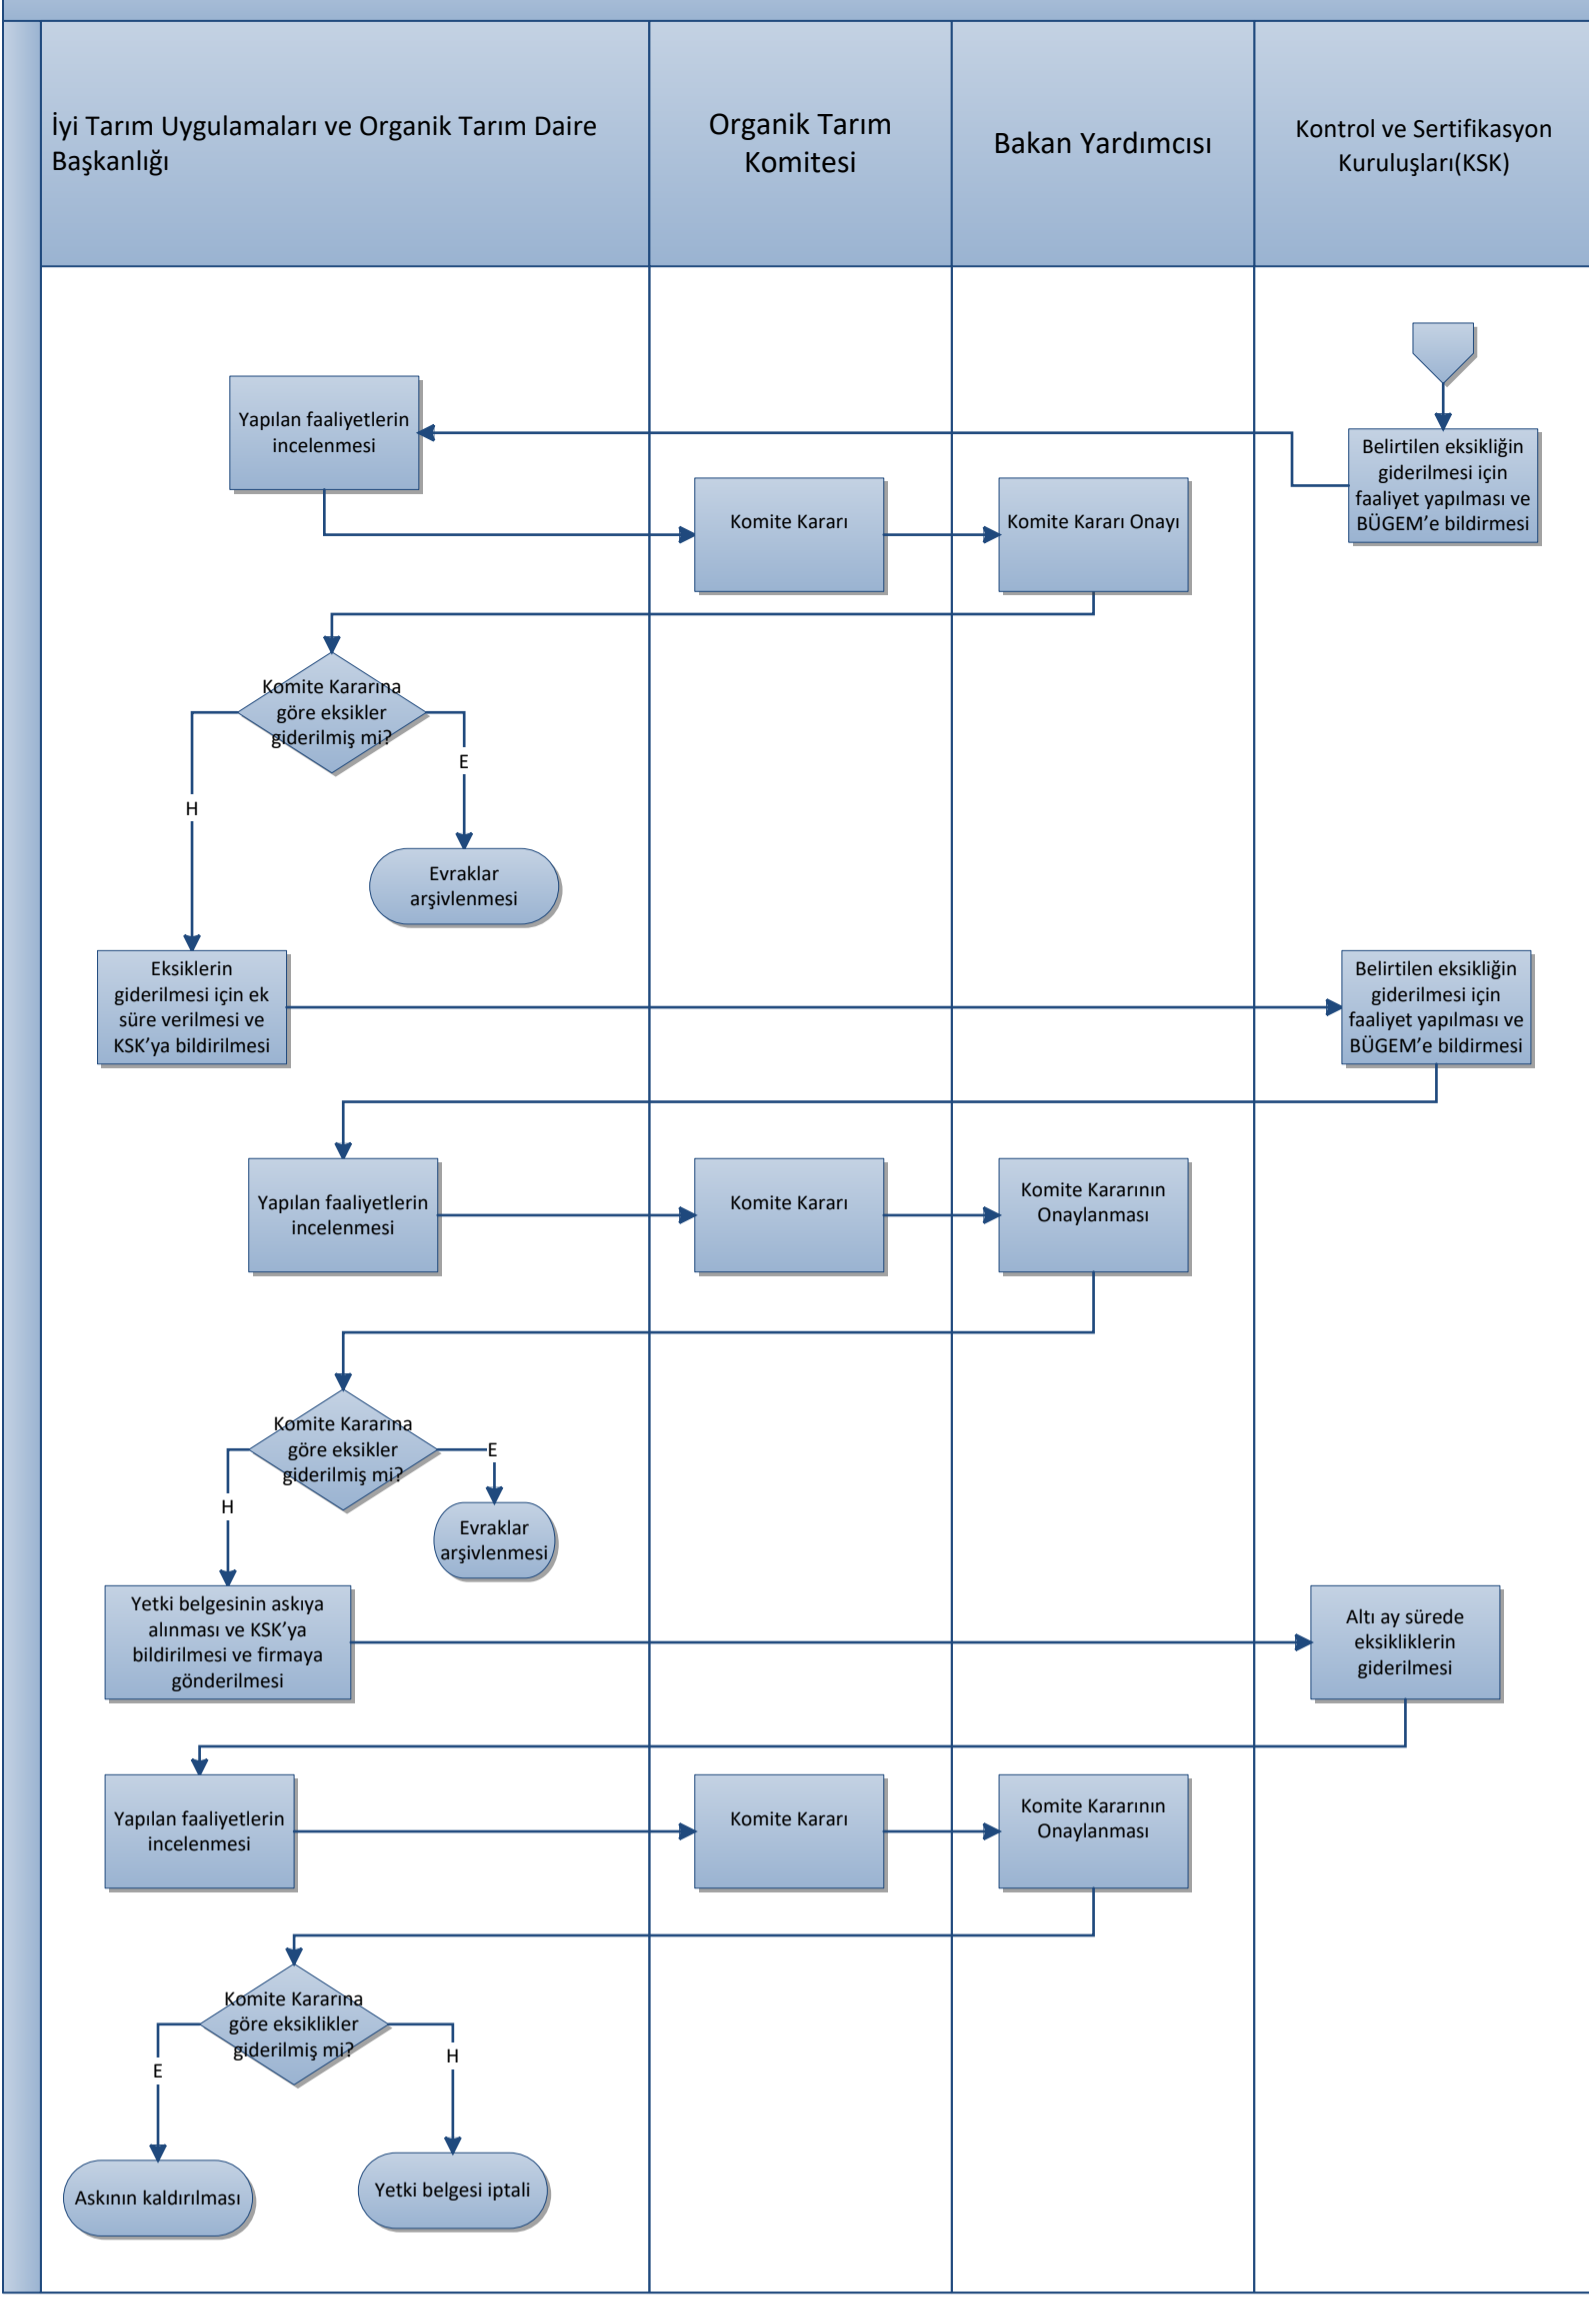 İyi Tarım Uygulamaları ve Organik Tarım Daire
Başkanlığı
Organik Tarım
Komitesi
Bakan Yardımcısı
Kontrol ve Sertifikasyon
Kuruluşları(KSK)
Yapılan faaliyetlerin
incelenmesi
Belirtilen eksikliğin
giderilmesi için
faaliyet yapılması ve
BÜGEM’e bildirmesi
Komite Kararı
Komite Kararı Onayı
Komite Kararına
göre eksikler
giderilmiş mi?
E
H
Evraklar
arşivlenmesi
Eksiklerin
giderilmesi için ek
süre verilmesi ve
KSK’ya bildirilmesi
Belirtilen eksikliğin
giderilmesi için
faaliyet yapılması ve
BÜGEM’e bildirmesi
Yapılan faaliyetlerin
incelenmesi
Komite Kararı
Komite Kararının
Onaylanması
Komite Kararına
göre eksikler
giderilmiş mi?
E
H
Evraklar
arşivlenmesi
Yetki belgesinin askıya
alınması ve KSK’ya
bildirilmesi ve firmaya
gönderilmesi
Altı ay sürede
eksikliklerin
giderilmesi
Yapılan faaliyetlerin
incelenmesi
Komite Kararı
Komite Kararının
Onaylanması
Komite Kararına
göre eksiklikler
giderilmiş mi?
E
H
Askının kaldırılması
Yetki belgesi iptali